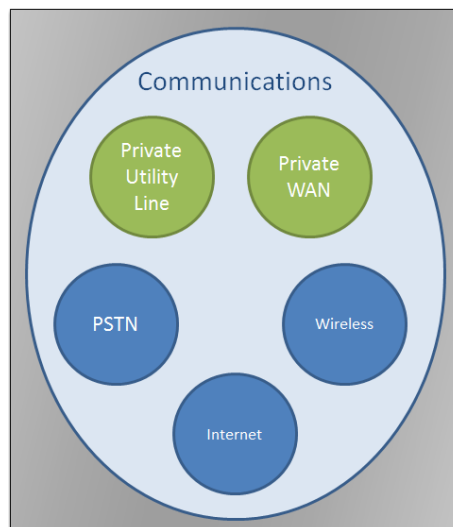 Communications
Private
Utility
Line
Private
WAN
PSTN
Wireless
Internet